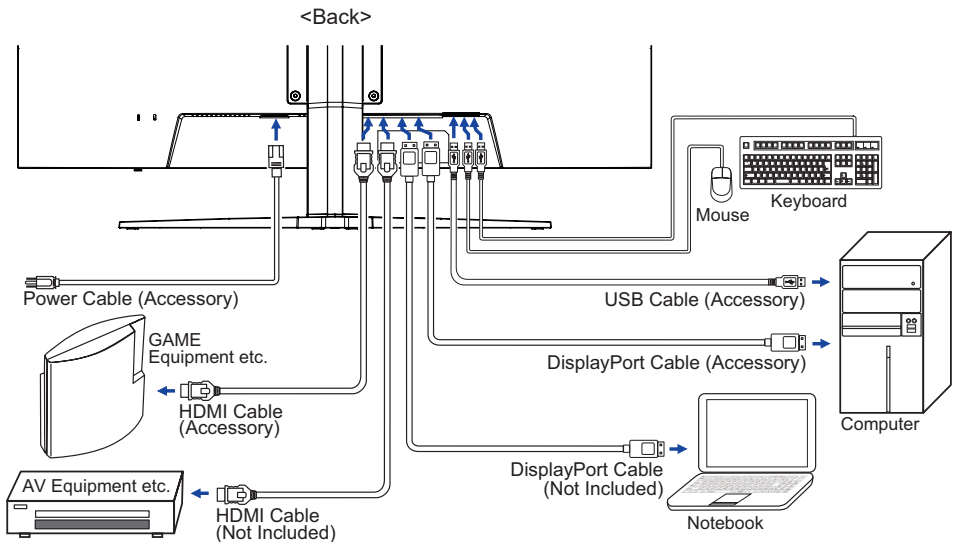 <Back>
Mouse
Keyboard
Power Cable (Accessory)
USB Cable (Accessory)
GAME
Equipment etc.
DisplayPort Cable (Accessory)
HDMI Cable
(Accessory)
Computer
DisplayPort Cable
(Not Included)
AV Equipment etc.
HDMI Cable
(Not Included)
Notebook